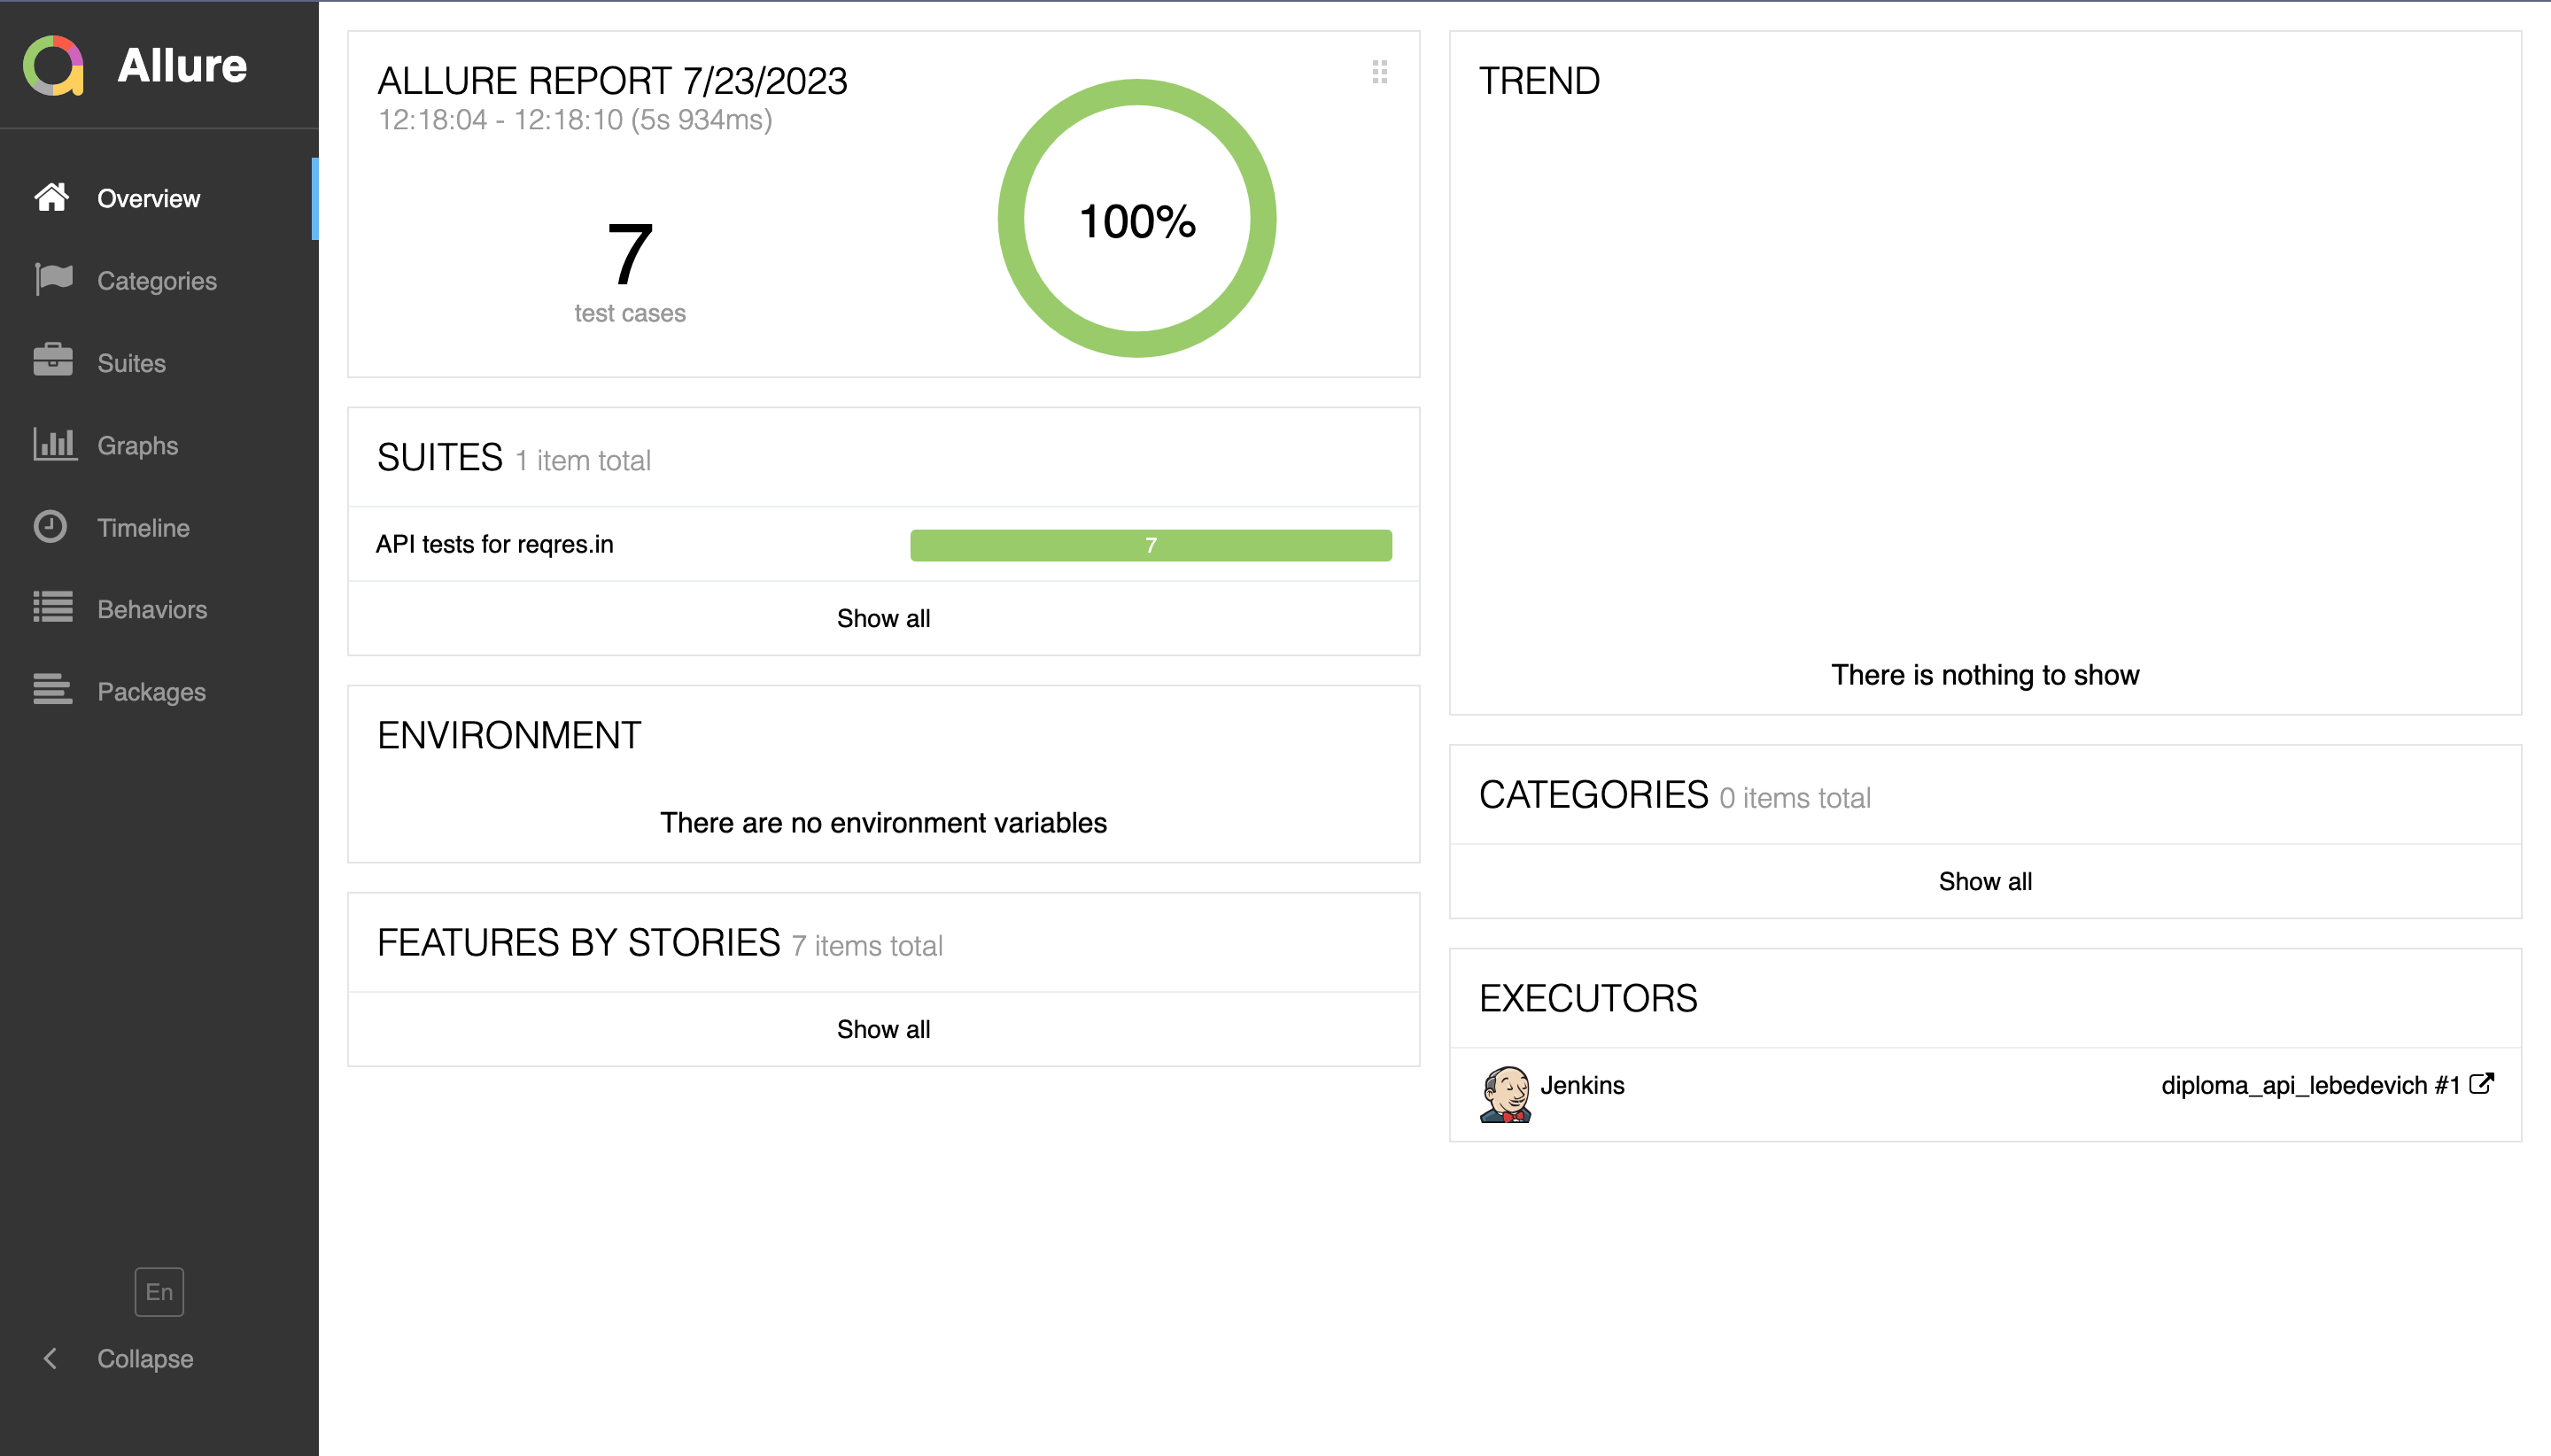 Allure
Overview
Categories
Suites
Graphs
Timeline
Behaviors
Packages
En
Collapse
ALLURE REPORT 7/23/2023
12:18:04 - 12:18:10 (5s 934ms)
7
test cases
100%
SUITES 1 item total
API tests for reqres.in 7
Show all
ENVIRONMENT
There are no environment variables
FEATURES BY STORIES 7 items total
Show all
TREND
There is nothing to show
CATEGORIES 0 items total
Show all
EXECUTORS
Jenkins diploma_api_lebedevich #1